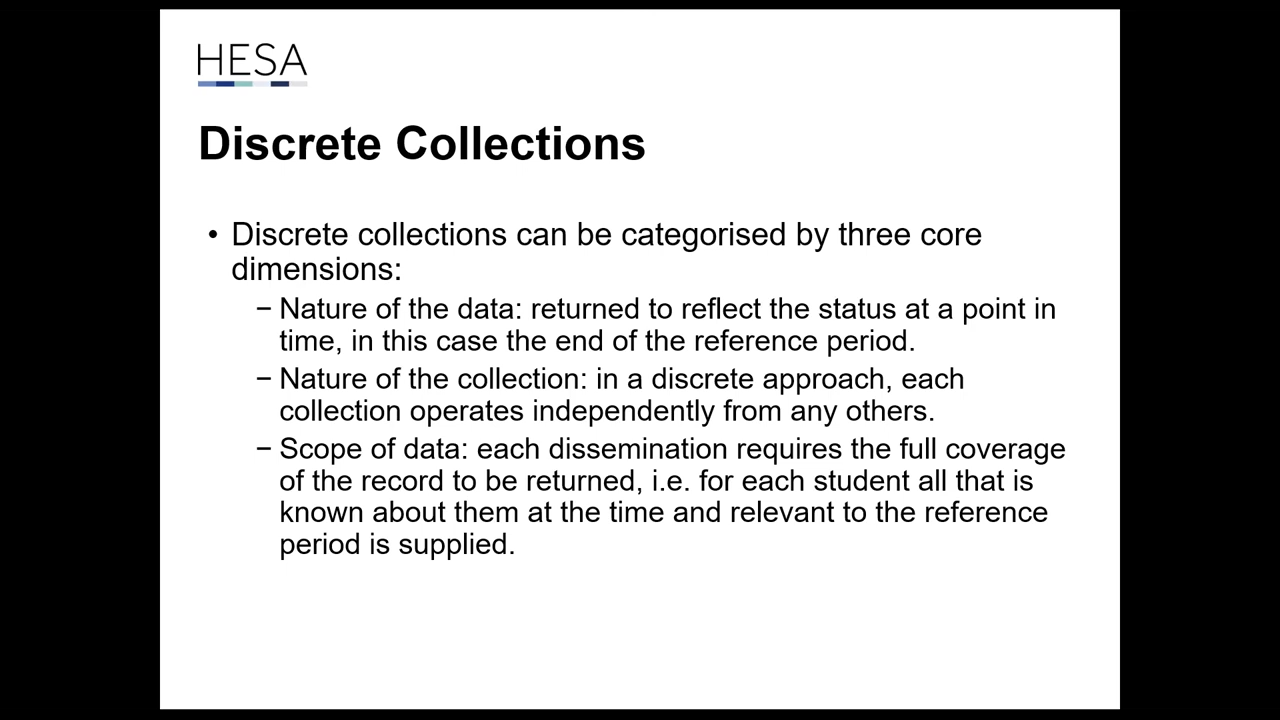 HESA
Discrete Collections
• Discrete collections can be categorised by three core
dimensions:
− Nature of the data: returned to reflect the status at a point in
time, in this case the end of the reference period.
− Nature of the collection: in a discrete approach, each
collection operates independently from any others.
− Scope of data: each dissemination requires the full coverage
of the record to be returned, i.e. for each student all that is
known about them at the time and relevant to the reference
period is supplied.